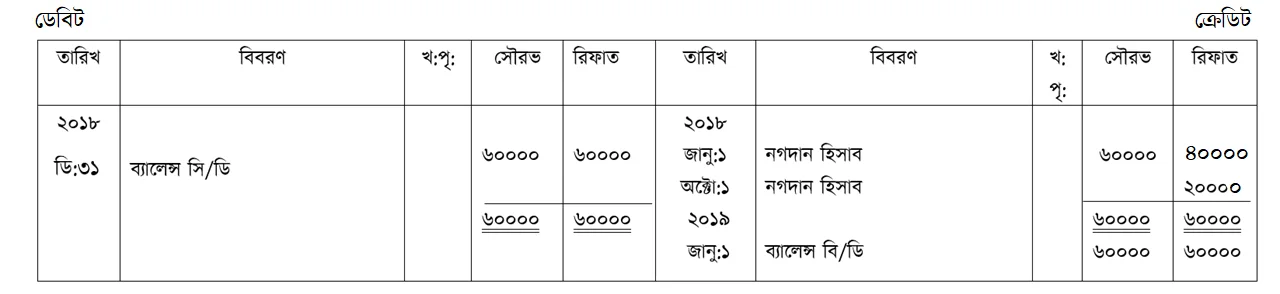 ডেবিট ক্রেডিট
তারিখ বিবরণ খ:পৃ: সৌরভ রিফাত তারিখ বিবরণ খ: পৃ: সৌরভ রিফাত
২০১৮ ২০১৮
ডি:৩১ ব্যালেন্স সি/ডি ৬০০০০ ৬০০০০ জানু:১ নগদান হিসাব ৬০০০০ ৪০০০০
অক্টো:১ নগদান হিসাব ২০০০০
৬০০০০ ৬০০০০ ২০১৯ ৬০০০০ ৬০০০০
জানু:১ ব্যালেন্স বি/ডি ৬০০০০ ৬০০০০